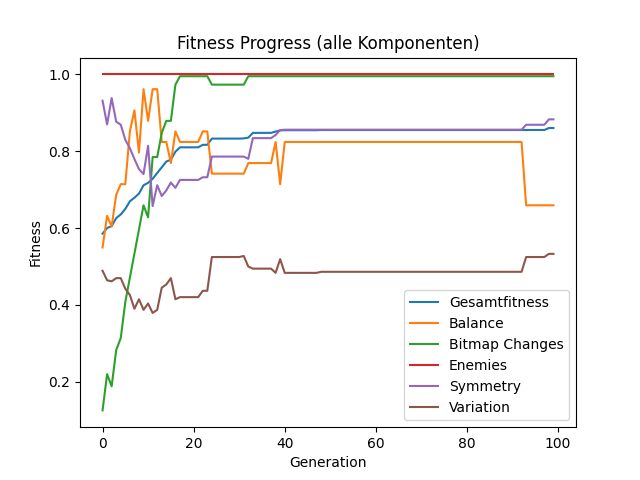 Fitness Progress (alle Komponenten)
1.0
0.8
0.6
0.4
0.2
Fitness
0
20
40
60
80
100
Generation
Gesamtfitness
Balance
Bitmap Changes
Enemies
Symmetry
Variation